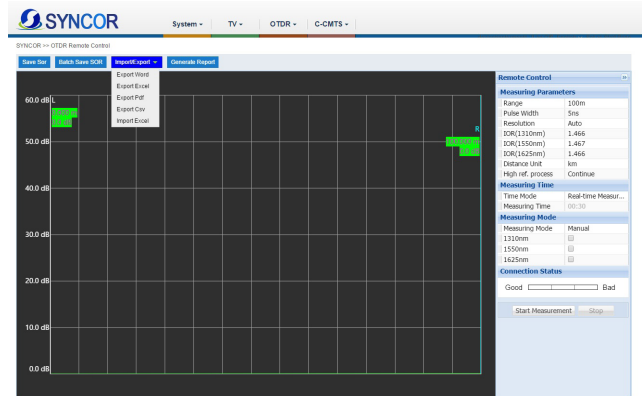 SYNCOR
System TV OTDR C-CMTS
SYNCOR >> OTDR Remote Control
Save Sor Batch Save SOR Import/Export Generate Report
Export Word
Export Excel
Export Pdf
Export Csv
Import Excel
60.0 dB L
50.0 dB
R
40.0 dB
30.0 dB
20.0 dB
10.0 dB
0.0 dB
Remote Control
Measuring Parameters
Range 100m
Pulse Width 5ns
Resolution Auto
IOR(1310nm) 1.466
IOR(1550nm) 1.467
IOR(1625nm) 1.466
Distance Unit km
High ref. process Continue
Measuring Time
Time Mode Real-time Measur...
Measuring Time 00:30
Measuring Mode
Measuring Mode Manual
1310nm
1550nm
1625nm
Connection Status
Good Bad
Start Measurement Stop